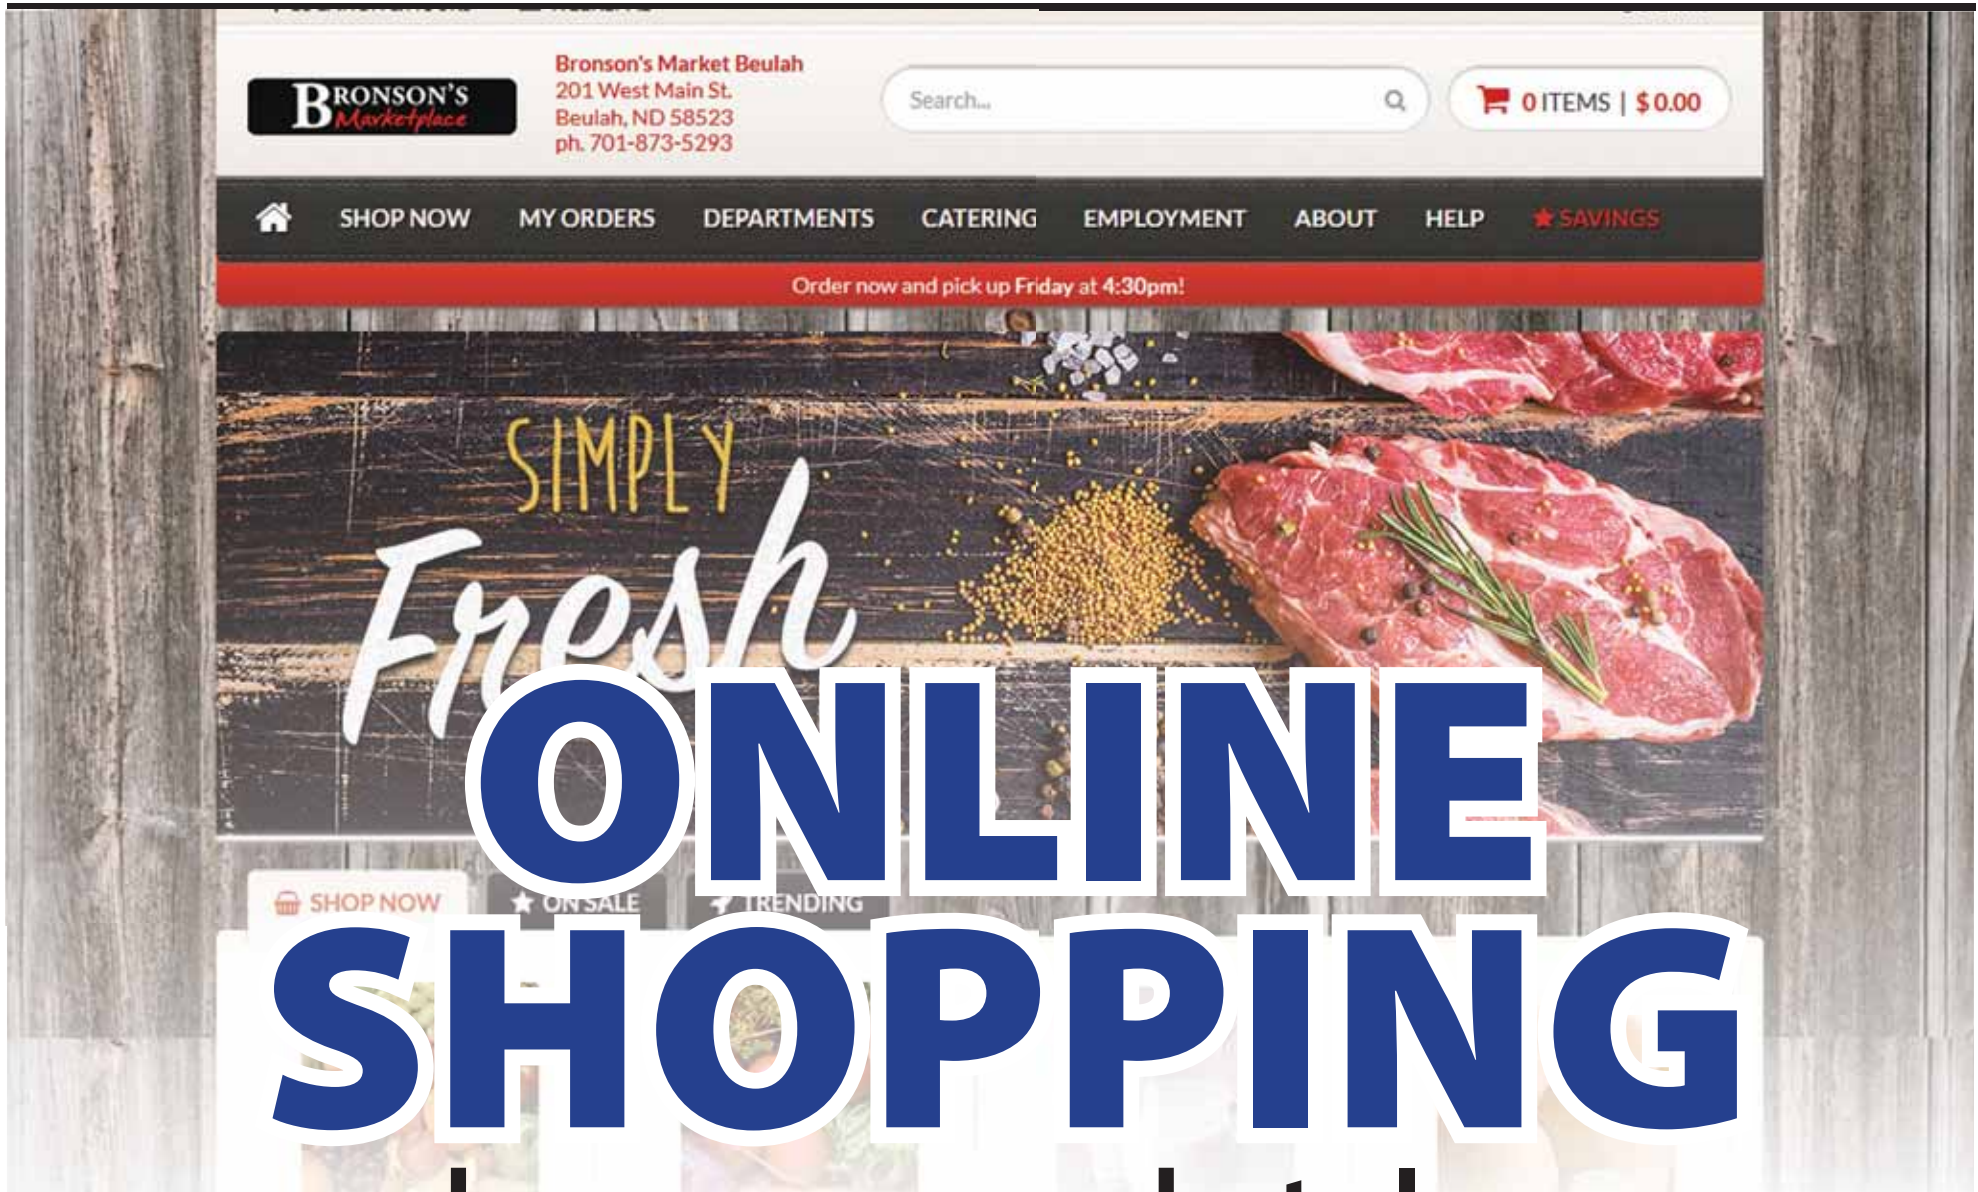 BRONSON'S
Marketplace
Bronson's Market Beulah
201 West Main St.
Beulah, ND 58523
ph. 701-873-5293
Search...
0 ITEMS | $ 0.00
SHOP NOW MY ORDERS DEPARTMENTS CATERING EMPLOYMENT ABOUT HELP SAVINGS
Order now and pick up Friday at 4:30pm!
SIMPLY
Fresh
ONLINE
SHOP NOW ON SALE TRENDING
SHOPPING